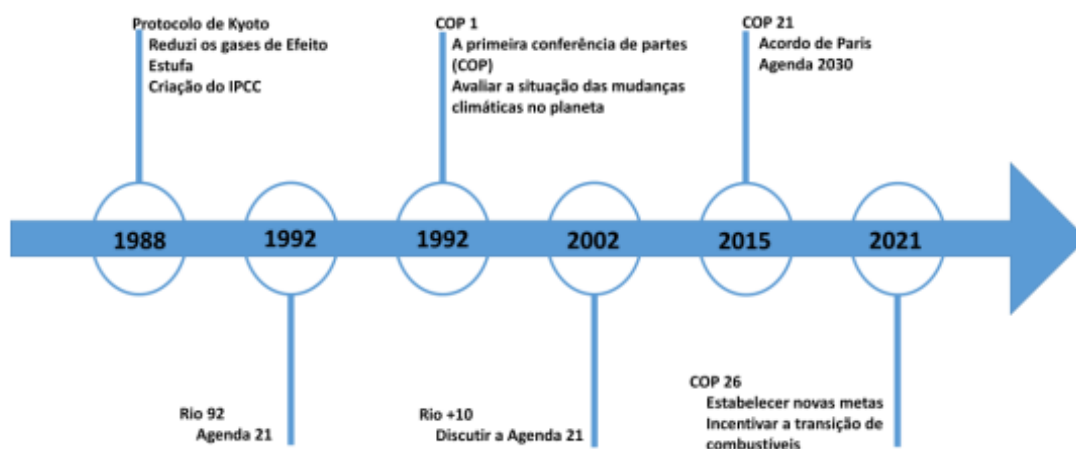 Protocolo de Kyoto
Reduzi os gases de Efeito
Estufa
Criação do IPCC
COP 1
A primeira conferência de partes
(COP)
Avaliar a situação das mudanças
climáticas no planeta
COP 21
Acordo de Paris
Agenda 2030
1988
1992
1992
2002
2015
2021
Rio 92
Agenda 21
Rio +10
Discutir a Agenda 21
COP 26
Estabelecer novas metas
Incentivar a transição de
combustíveis